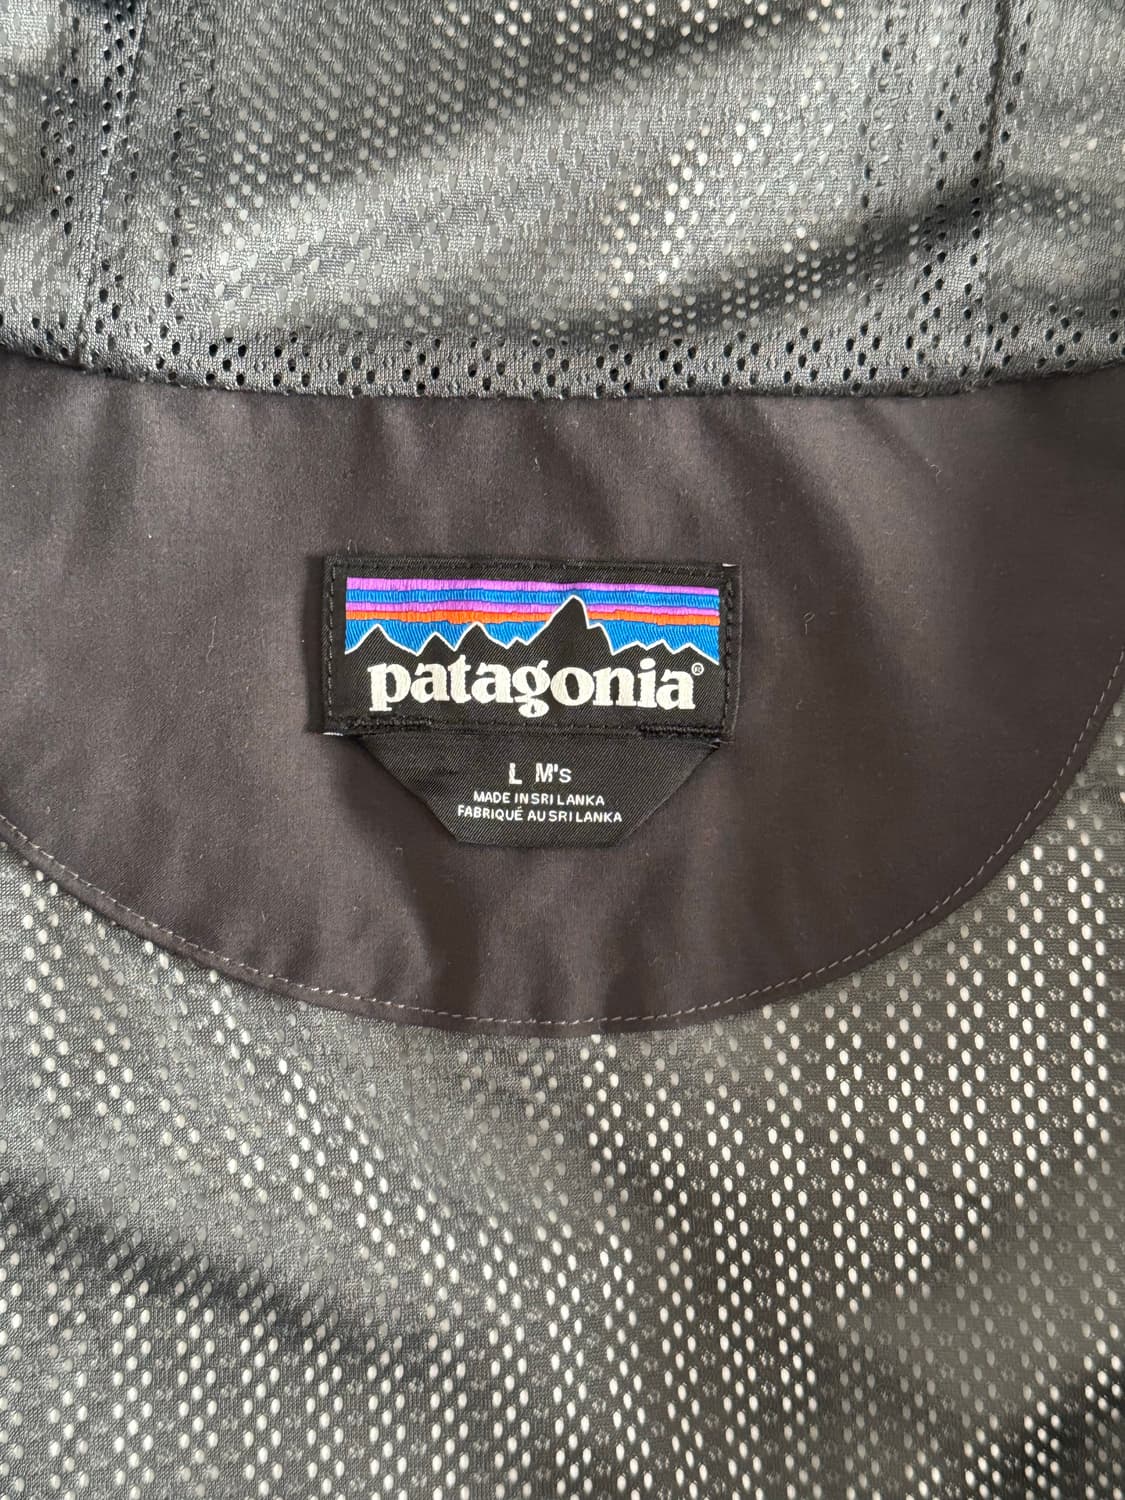 patagonia®
L M's
MADE IN SRI LANKA
FABRIQUÉ AU SRI LANKA